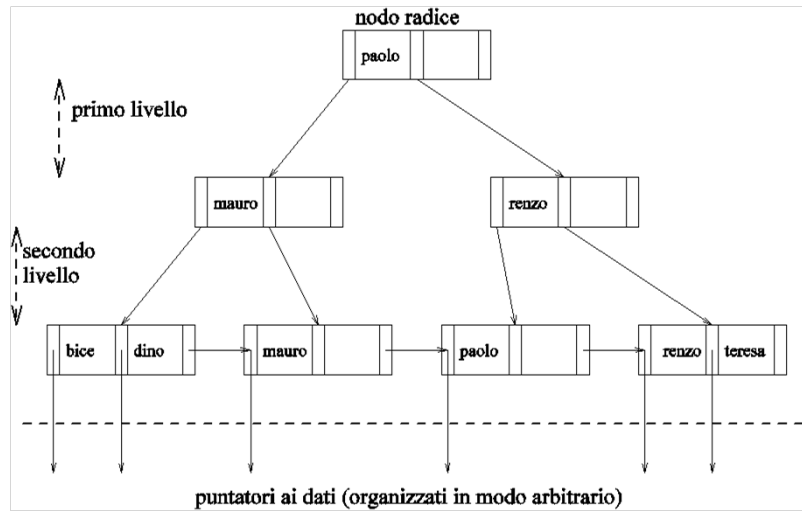 nodo radice
paolo
primo livello
mauro
renzo
secondo
livello
bice dino mauro paolo renzo teresa
puntatori ai dati (organizzati in modo arbitrario)